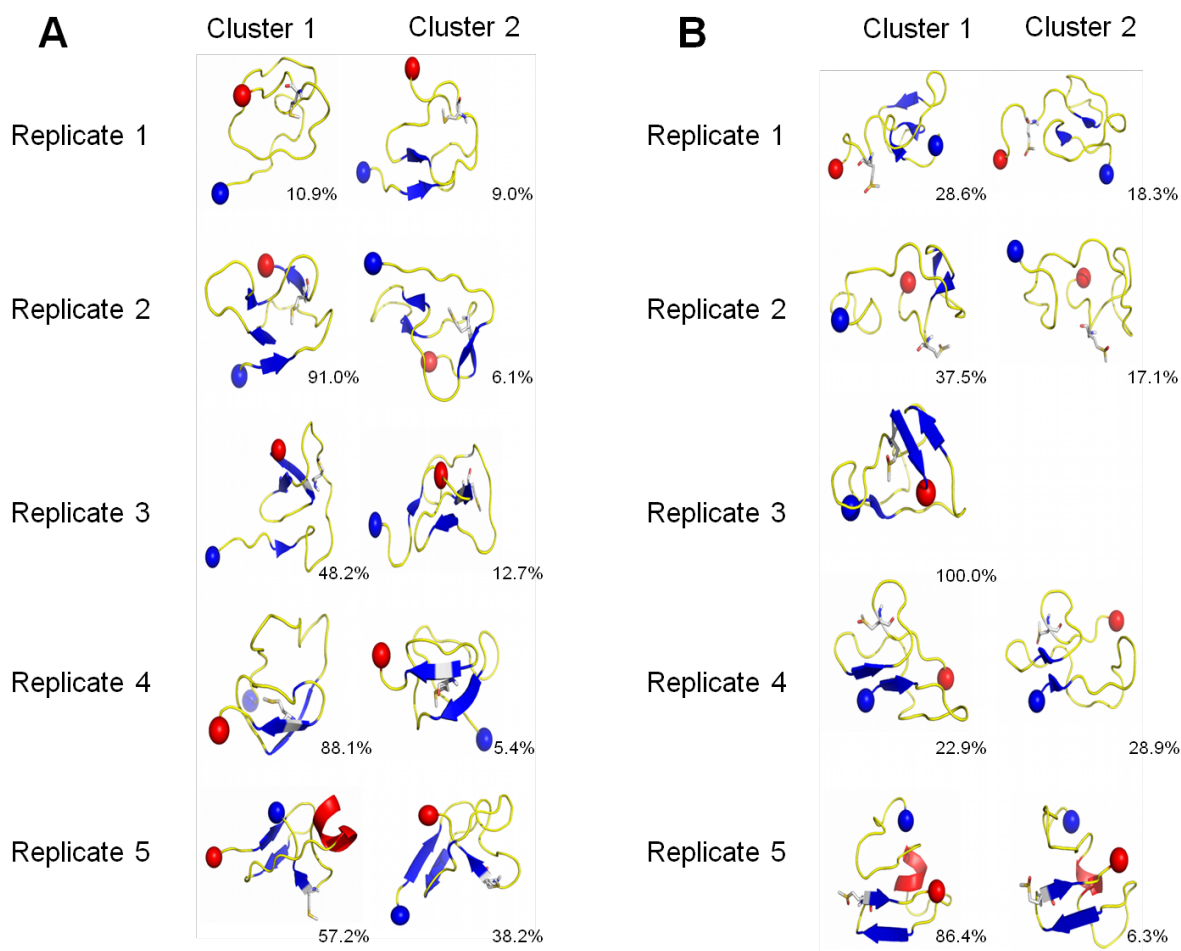 A
Cluster 1
Cluster 2
Replicate 1
10.9%
9.0%
Replicate 2
91.0%
6.1%
Replicate 3
48.2%
12.7%
Replicate 4
88.1%
5.4%
Replicate 5
57.2%
38.2%
B
Cluster 1
Cluster 2
Replicate 1
28.6%
18.3%
Replicate 2
37.5%
17.1%
Replicate 3
100.0%
Replicate 4
22.9%
28.9%
Replicate 5
86.4%
6.3%